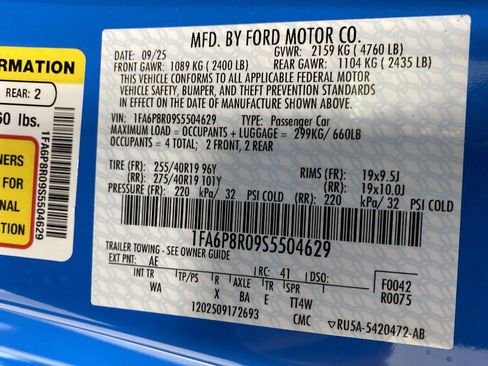 ORMATION
REAR: 2
60 lbs.
NERS
FOR
NAL
ION
1FA6P8R09S5504629
MFD. BY FORD MOTOR CO.
DATE: 09/25 GVWR: 2159 KG ( 4760 LB)
FRONT GAWR: 1089 KG ( 2400 LB) REAR GAWR: 1104 KG ( 2435 LB)
THIS VEHICLE CONFORMS TO ALL APPLICABLE FEDERAL MOTOR
VEHICLE SAFETY, BUMPER, AND THEFT PREVENTION STANDARDS
IN EFFECT ON THE DATE OF MANUFACTURE SHOWN ABOVE
VIN: 1FA6P8R09S5504629 TYPE: Passenger Car
MAXIMUM LOAD = OCCUPANTS + LUGGAGE = 299KG/ 660LB
OCCUPANTS = 4 TOTAL; 2 FRONT, 2 REAR
TIRE (FR) 255/40R19 96Y RIMS (FR) 19x9.5J
(RR) 275/40R19 101Y (RR) 19x10.0J
PRESSURE (FR) 220 kPa/ 32 PSI COLD (RR) 220 kPa/ 32 PSI COLD
1FA6P8R09S5504629
TRAILER TOWING - SEE OWNER GUIDE
EXT PNT: AE RC: 41 DSO: F0042
INT TR TP/PS R AXLE TR SPR R0075
WA X BA E TT4W
1202509172693 CMC RU5A-5420472-AB